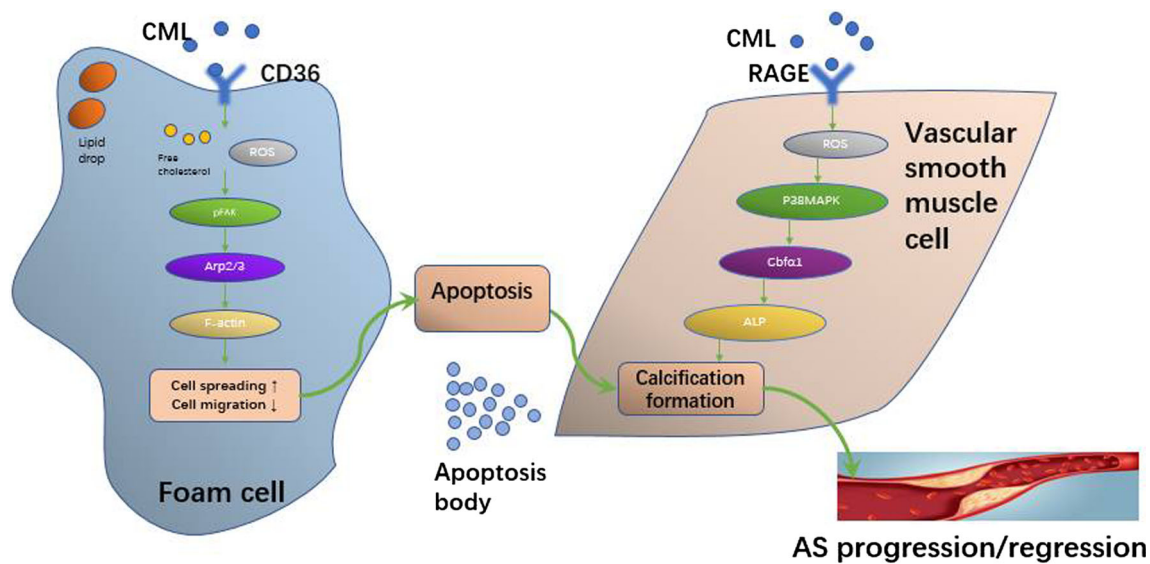 CML
CD36
Lipid
drop
Free
cholesterol
ROS
pFAK
Arp2/3
F-actin
Cell spreading ↑
Cell migration ↓
Foam cell
Apoptosis
Apoptosis
body
CML
RAGE
ROS
P38MAPK
Cbfα1
ALP
Calcification
formation
Vascular
smooth
muscle
cell
AS progression/regression